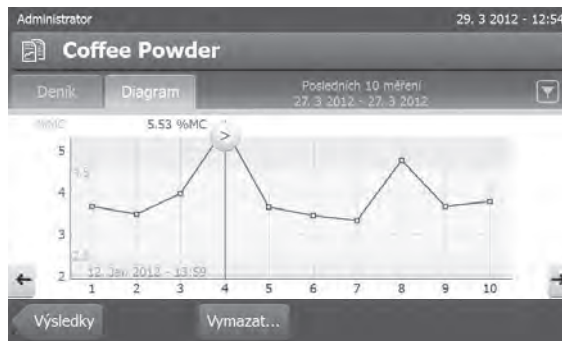 Administrator 29. 3 2012 - 12:54
Coffee Powder
Deník Diagram Posledních 10 měření
27. 3 2012 - 27. 3 2012
%MC 5.53 %MC >
5
4.5
4
3
2.5
2
12. Jan 2012 - 13:59
1 2 3 4 5 6 7 8 9 10
Výsledky Vymazat...